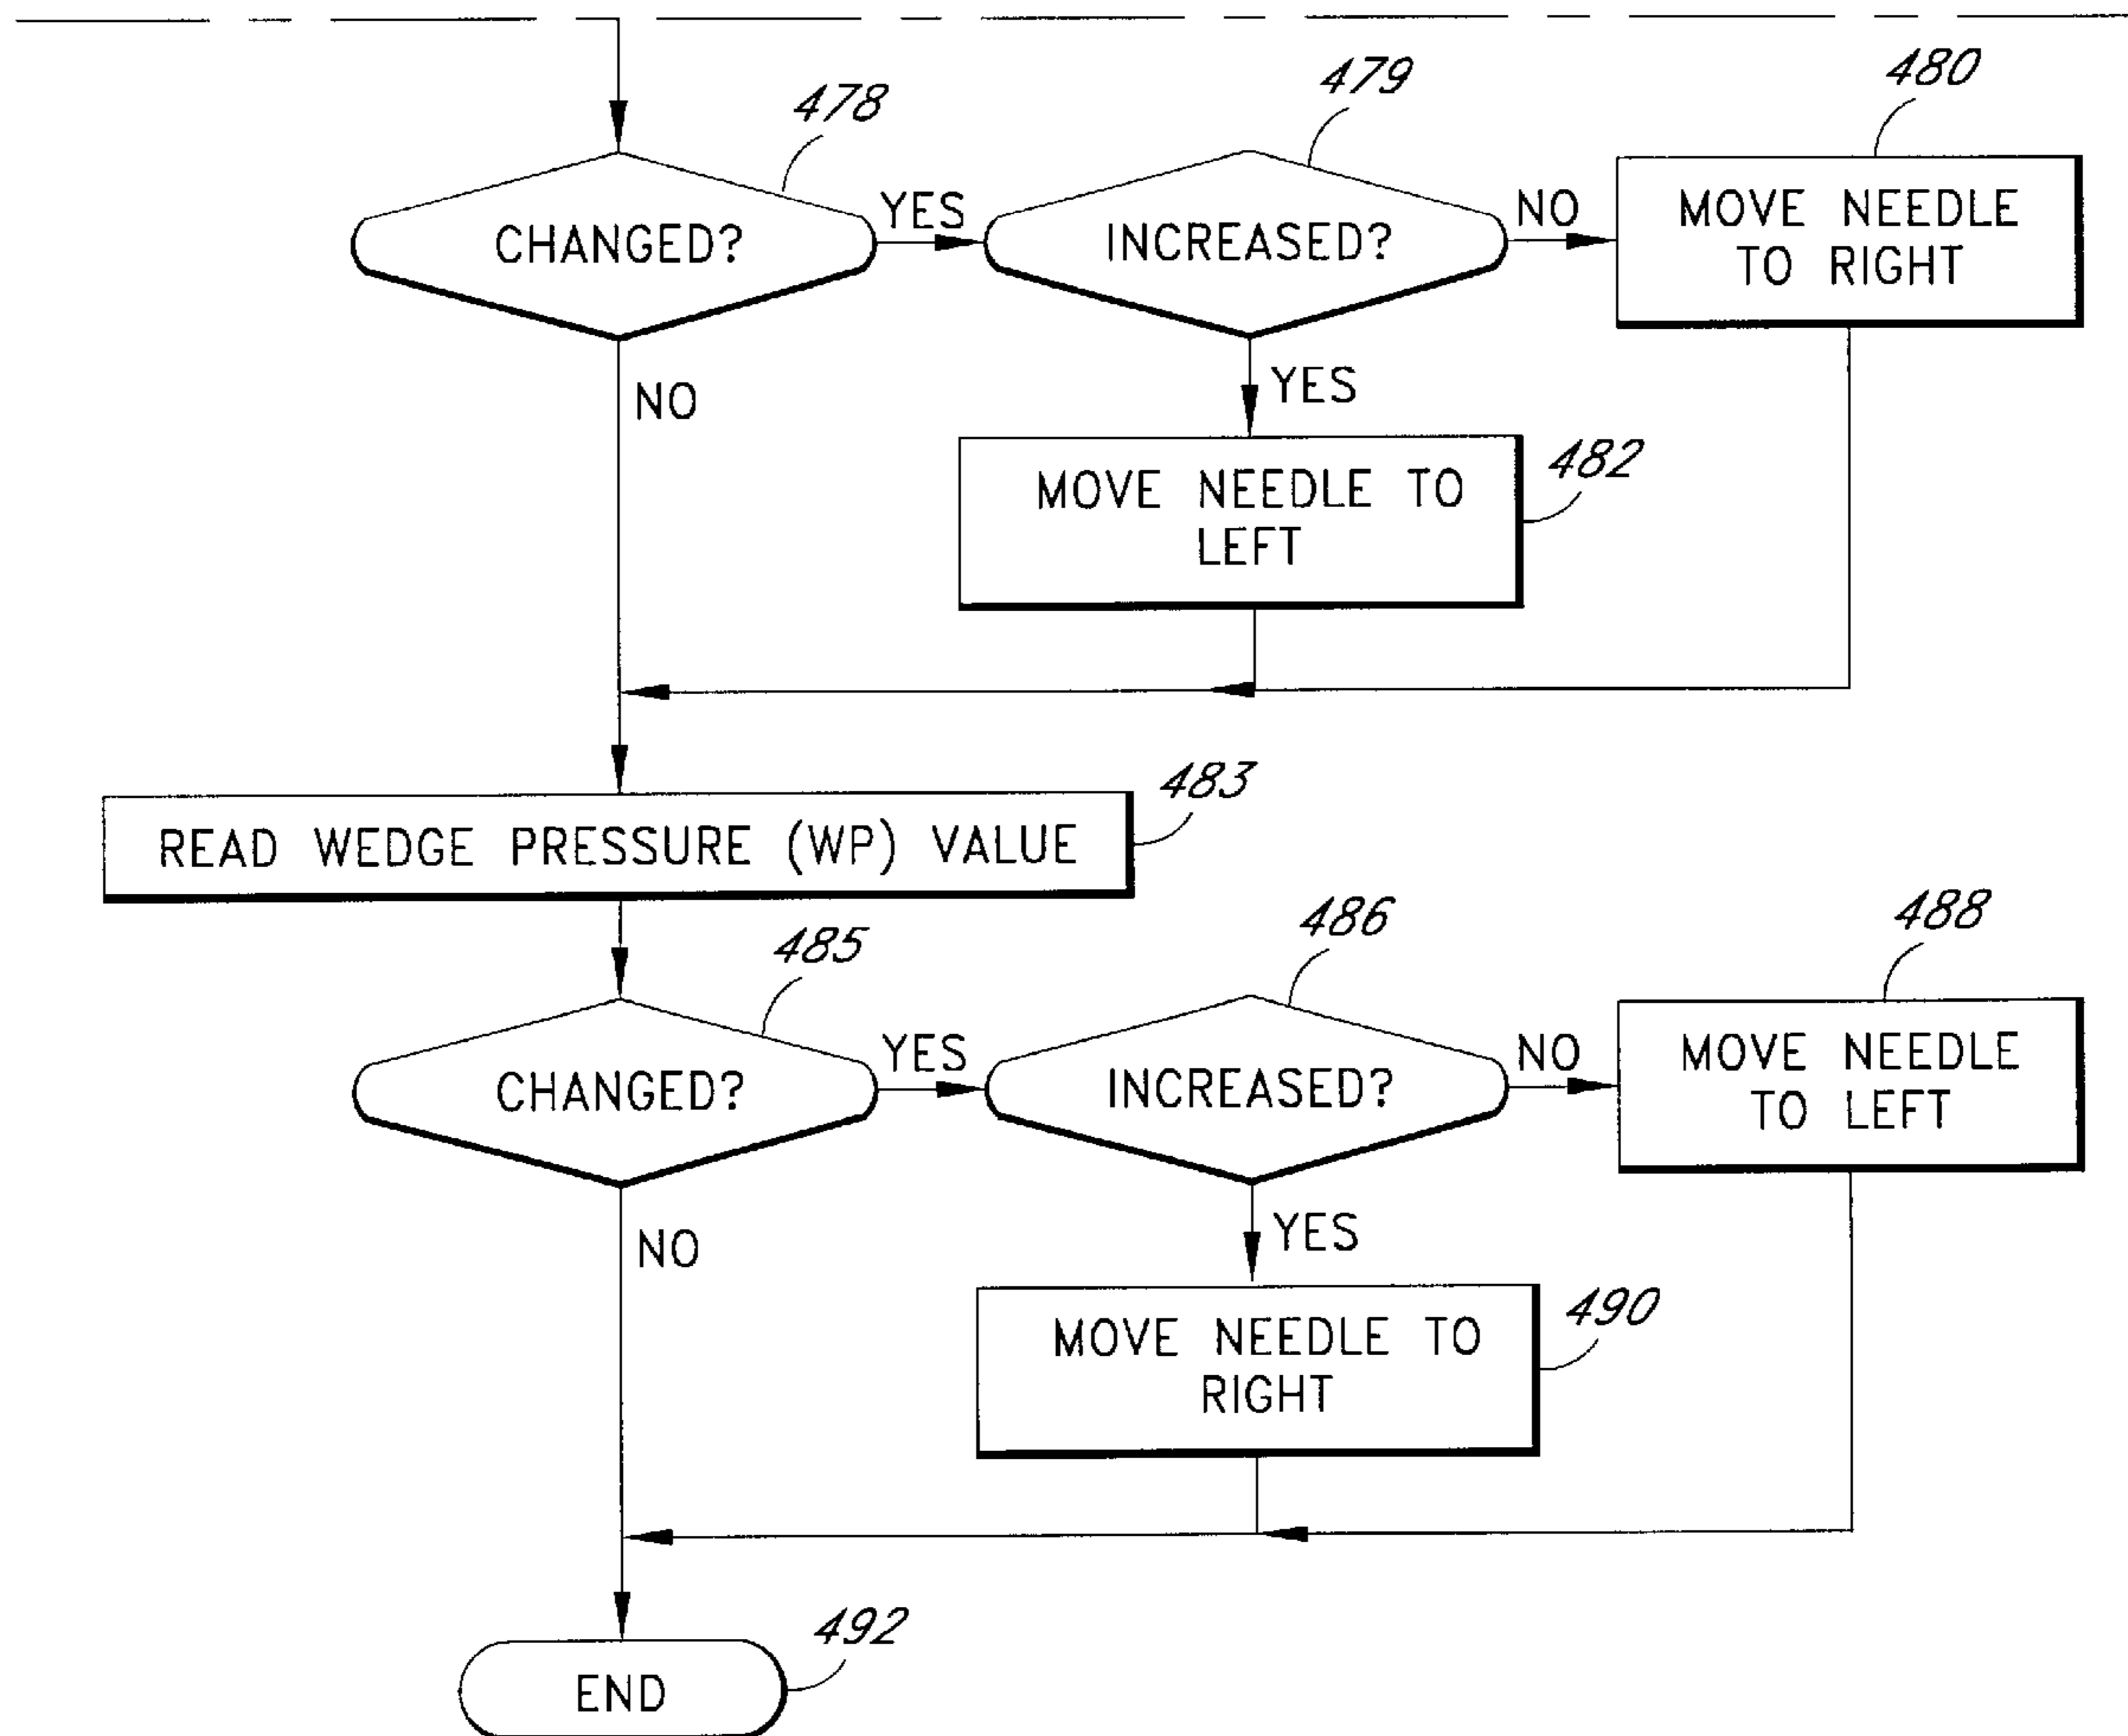 478
479
480
CHANGED?
YES
INCREASED?
NO
MOVE NEEDLE
TO RIGHT
NO
YES
482
MOVE NEEDLE TO
LEFT
483
READ WEDGE PRESSURE (WP) VALUE
485
486
488
CHANGED?
YES
INCREASED?
NO
MOVE NEEDLE
TO LEFT
NO
YES
490
MOVE NEEDLE TO
RIGHT
492
END